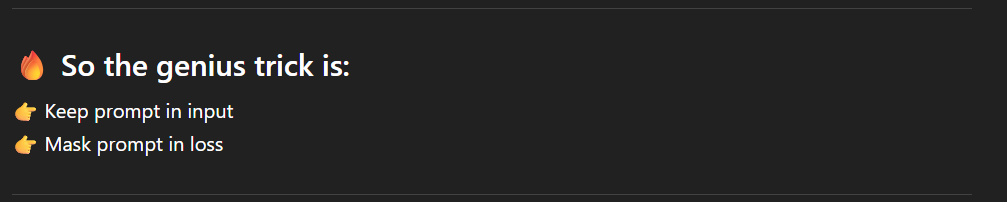 🔥 So the genius trick is:
👉 Keep prompt in input
👉 Mask prompt in loss